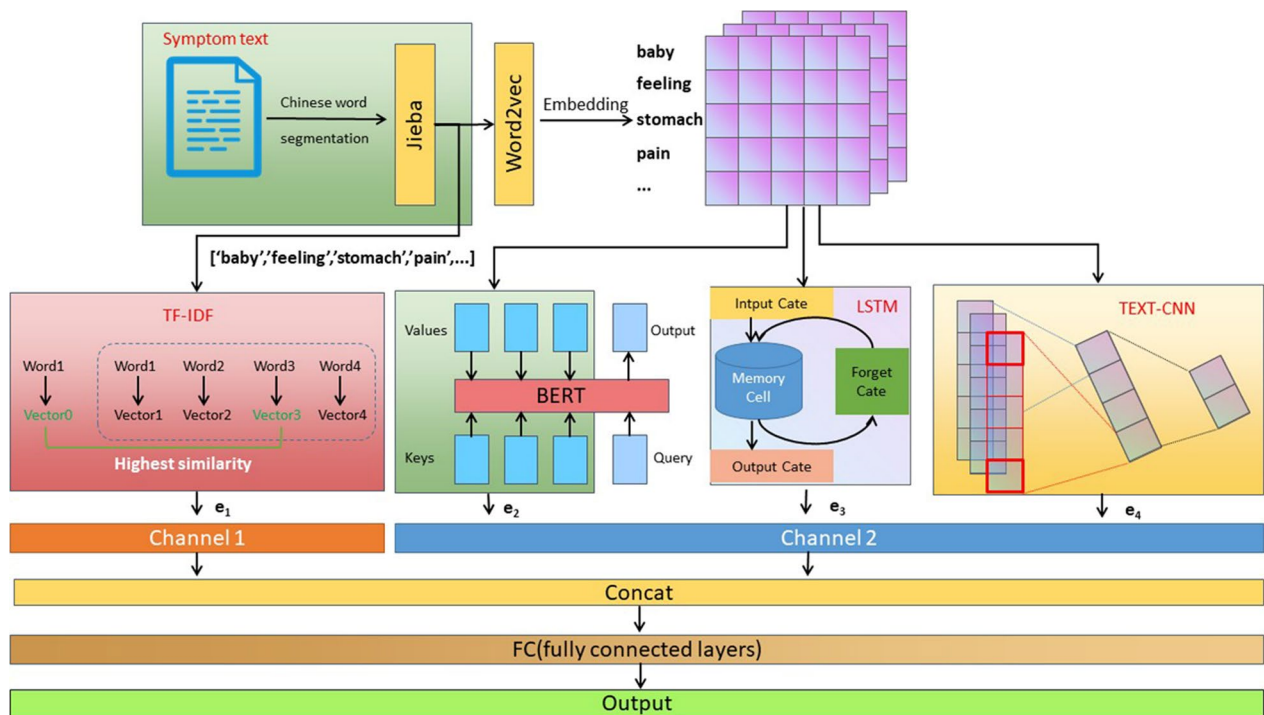 Symptom text
Chinese word
segmentation
Jieba
Word2vec
Embedding
baby
feeling
stomach
pain
...
['baby','feeling','stomach','pain',...]
TF-IDF
Word1
Word1 Word2 Word3 Word4
Vector0
Vector1 Vector2 Vector3 Vector4
Highest similarity
Values
Output
BERT
Keys
Query
Intput Cate
LSTM
Memory
Cell
Forget
Cate
Output Cate
TEXT-CNN
e1
e2
e3
e4
Channel 1
Channel 2
Concat
FC(fully connected layers)
Output